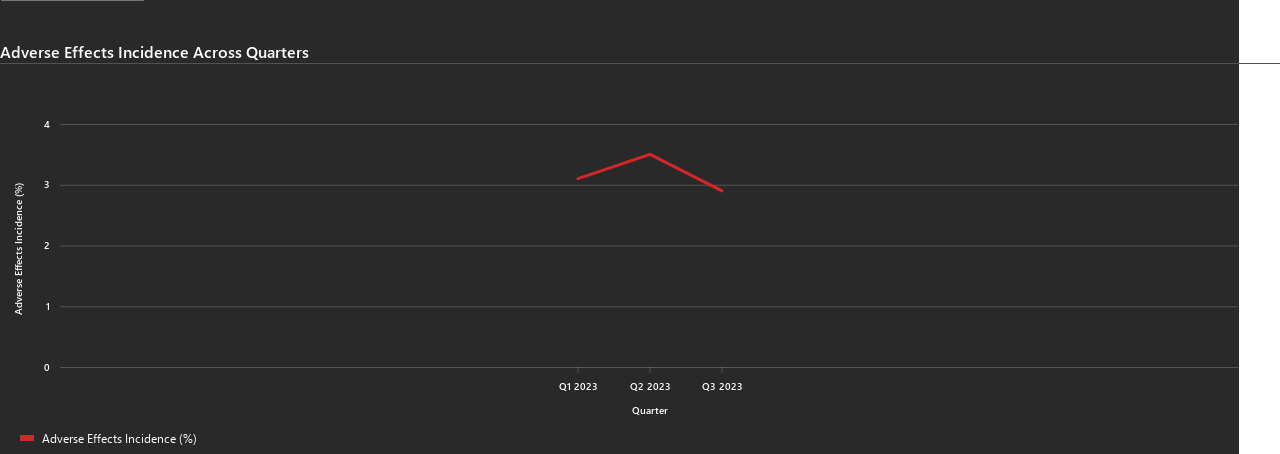 Adverse Effects Incidence Across Quarters
4
3
2
1
0
Adverse Effects Incidence (%)
Q1 2023 Q2 2023 Q3 2023
Quarter
Adverse Effects Incidence (%)